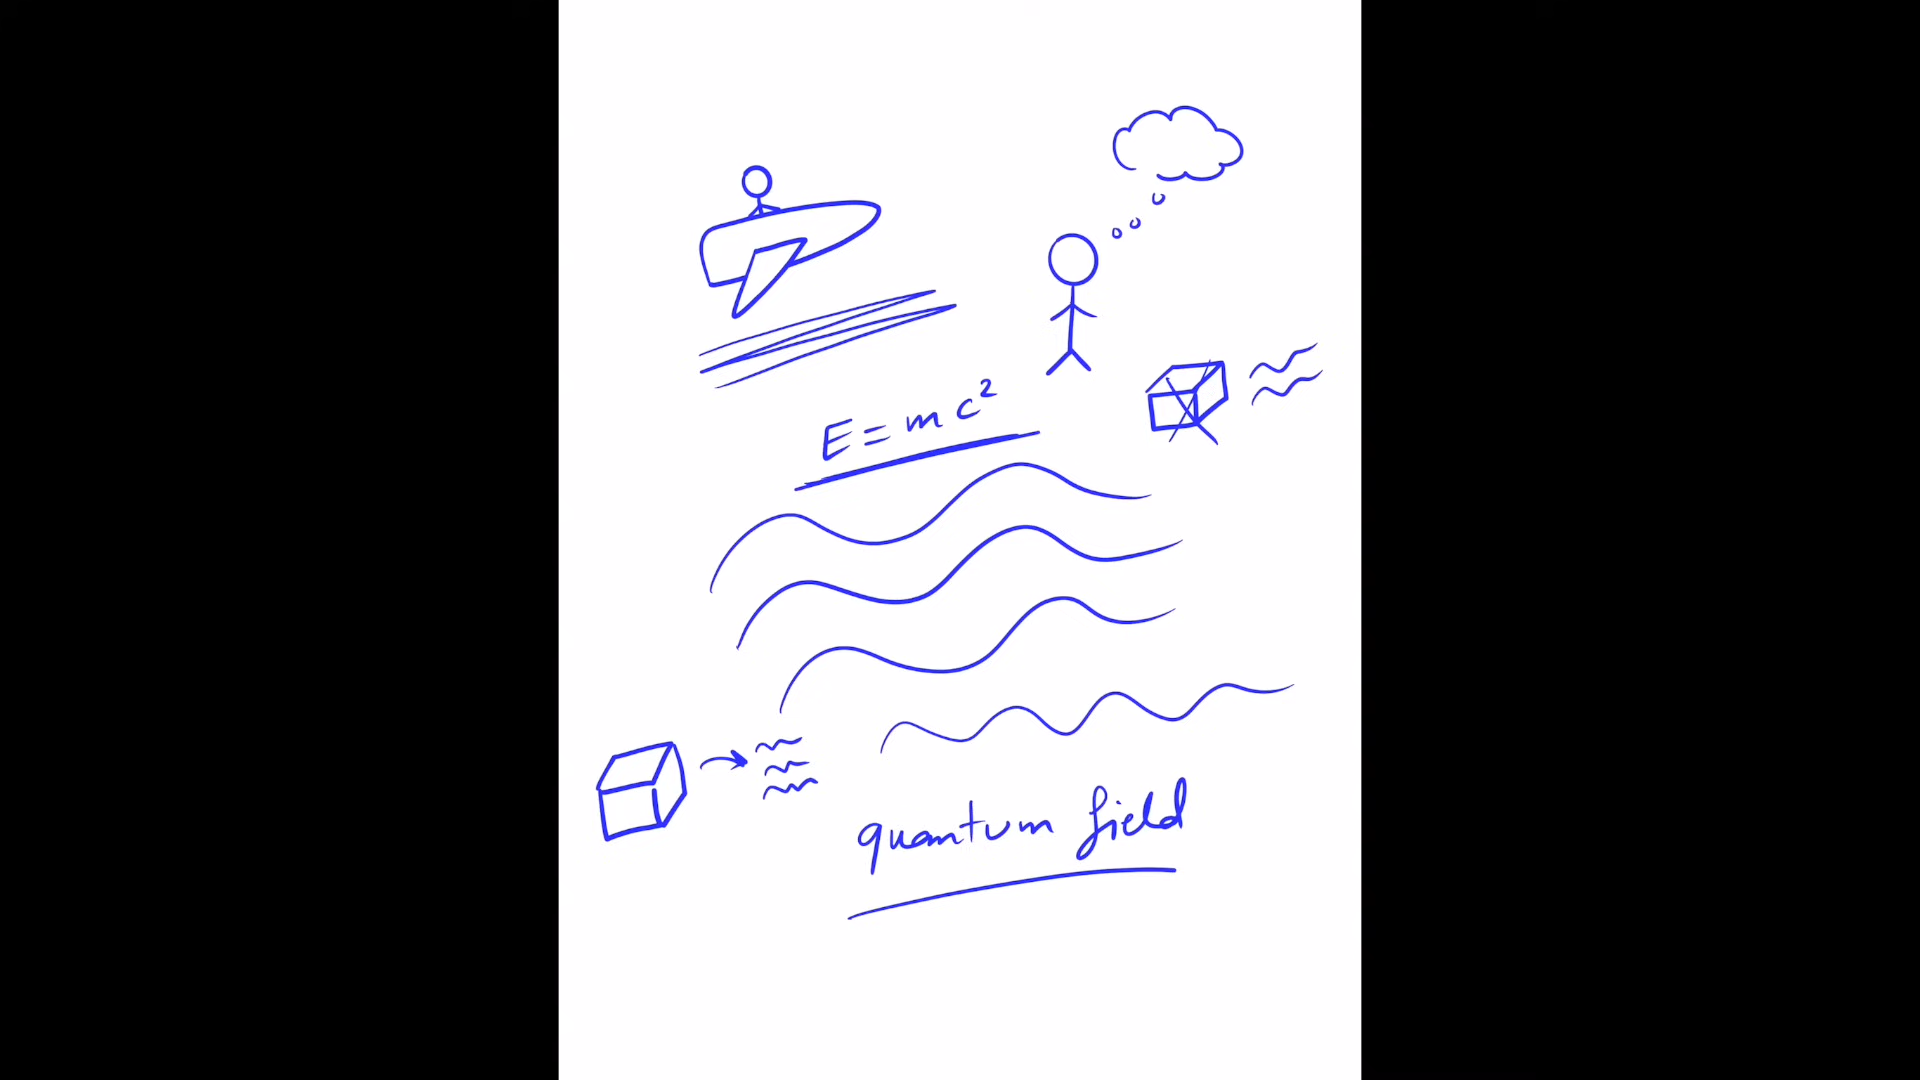 E = mc²
quantum field